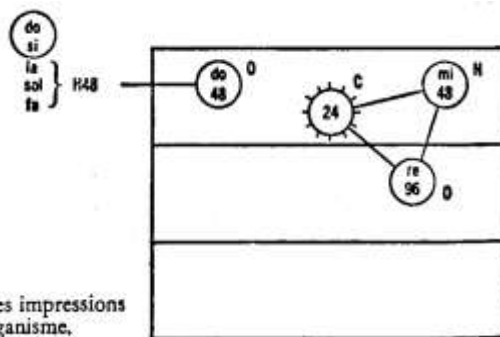 do
si
la
sol
fa
H48
do
48
O
C
24
mi
48
N
re
96
O
es impressions
ganisme,